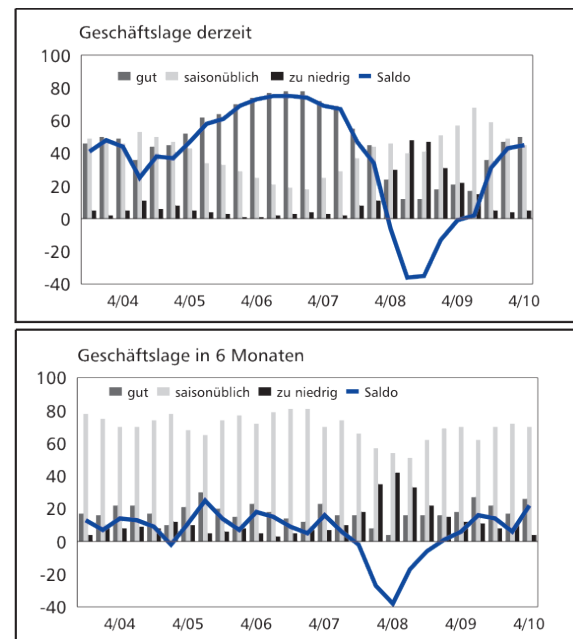 Geschäftslage derzeit
100
gut saisonüblich zu niedrig Saldo
80
60
40
20
0
-20
-40
4/04 4/05 4/06 4/07 4/08 4/09 4/10
Geschäftslage in 6 Monaten
100
gut saisonüblich zu niedrig Saldo
80
60
40
20
0
-20
-40
4/04 4/05 4/06 4/07 4/08 4/09 4/10